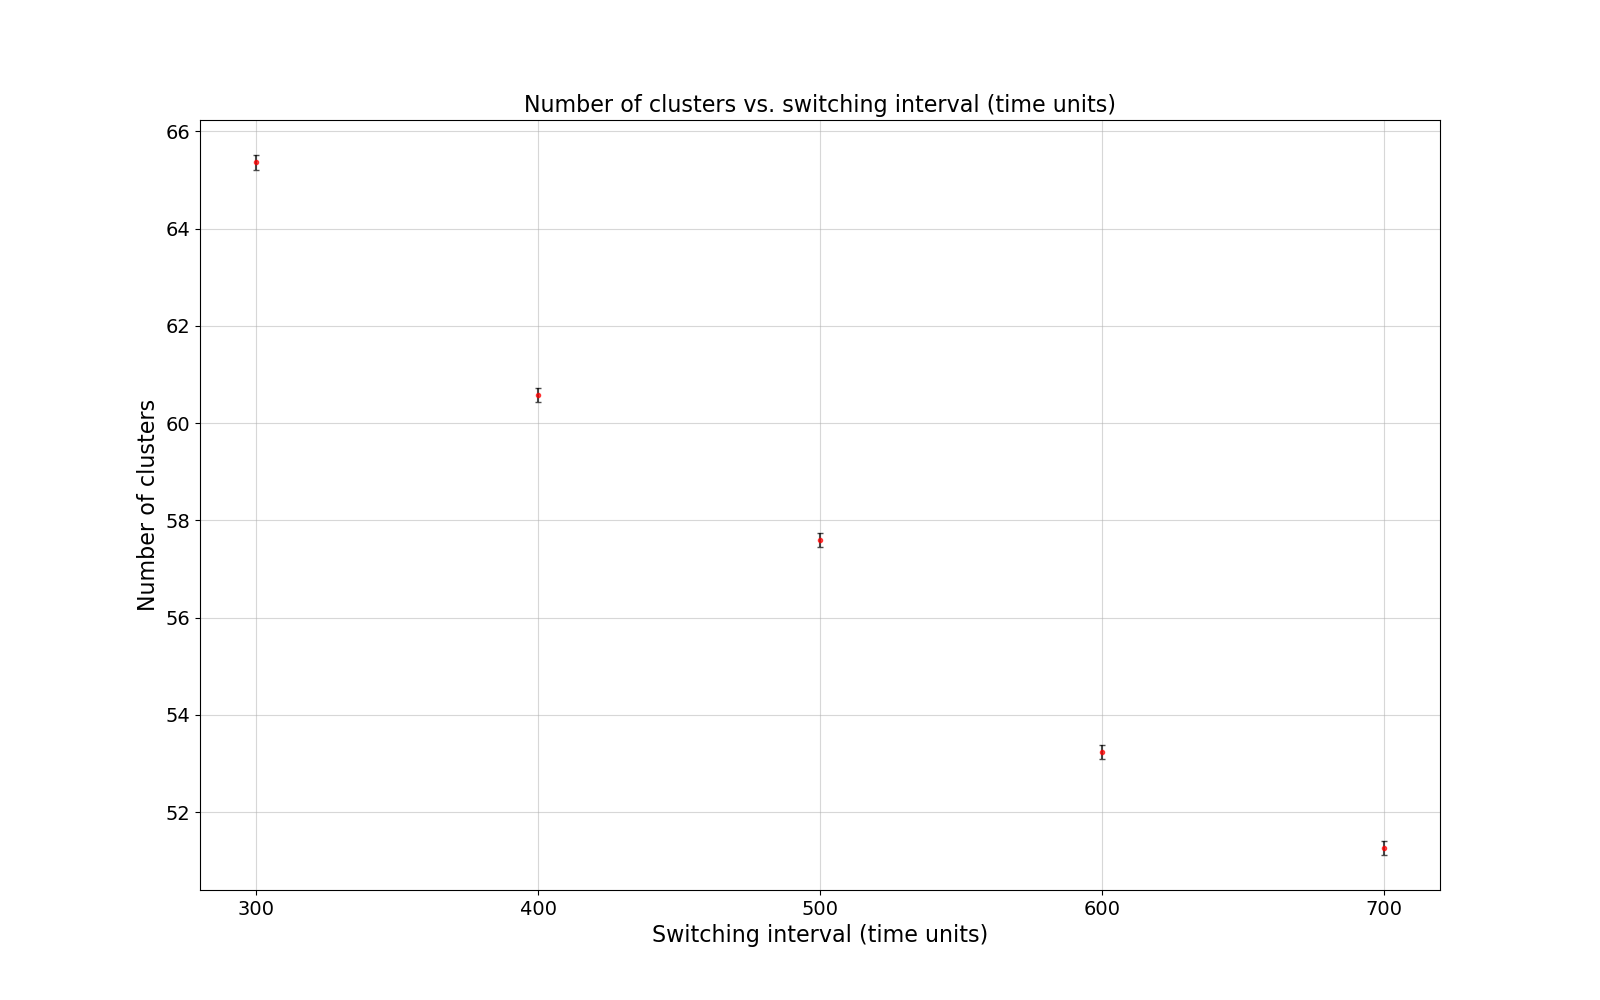 Number of clusters vs. switching interval (time units)
66
64
62
60
58
56
54
52
Number of clusters
300 400 500 600 700
Switching interval (time units)